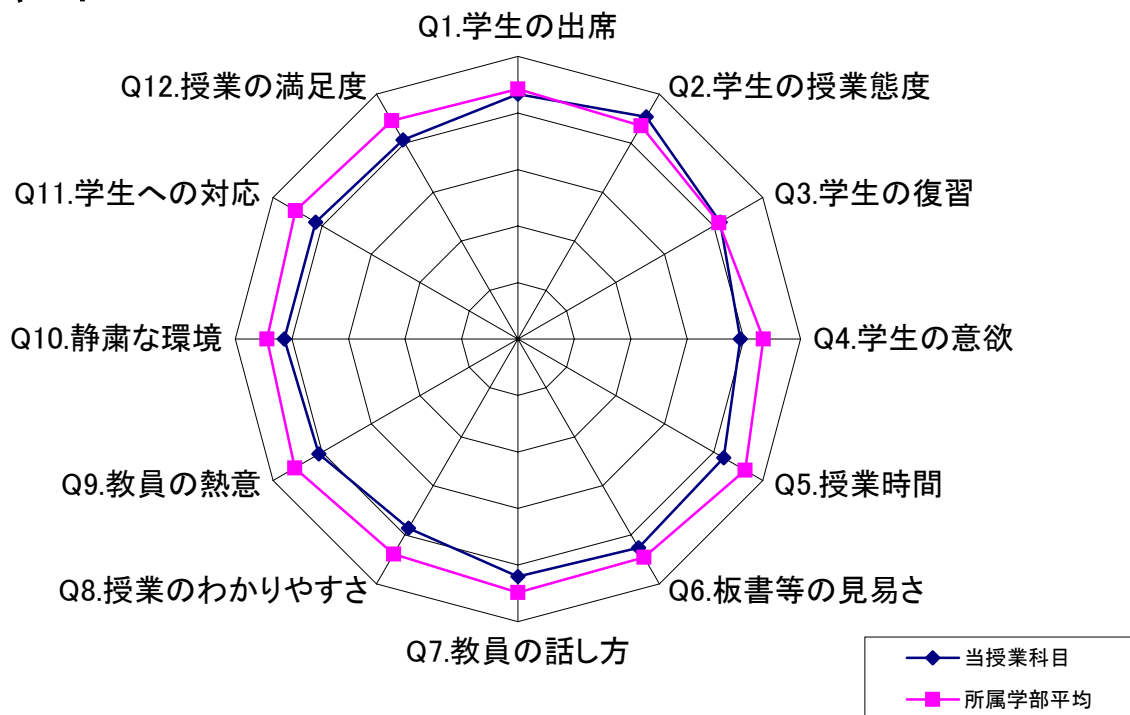 Q1.学生の出席
Q2.学生の授業態度
Q3.学生の復習
Q4.学生の意欲
Q5.授業時間
Q6.板書等の見易さ
Q7.教員の話し方
Q8.授業のわかりやすさ
Q9.教員の熱意
Q10.静粛な環境
Q11.学生への対応
Q12.授業の満足度
当授業科目
所属学部平均